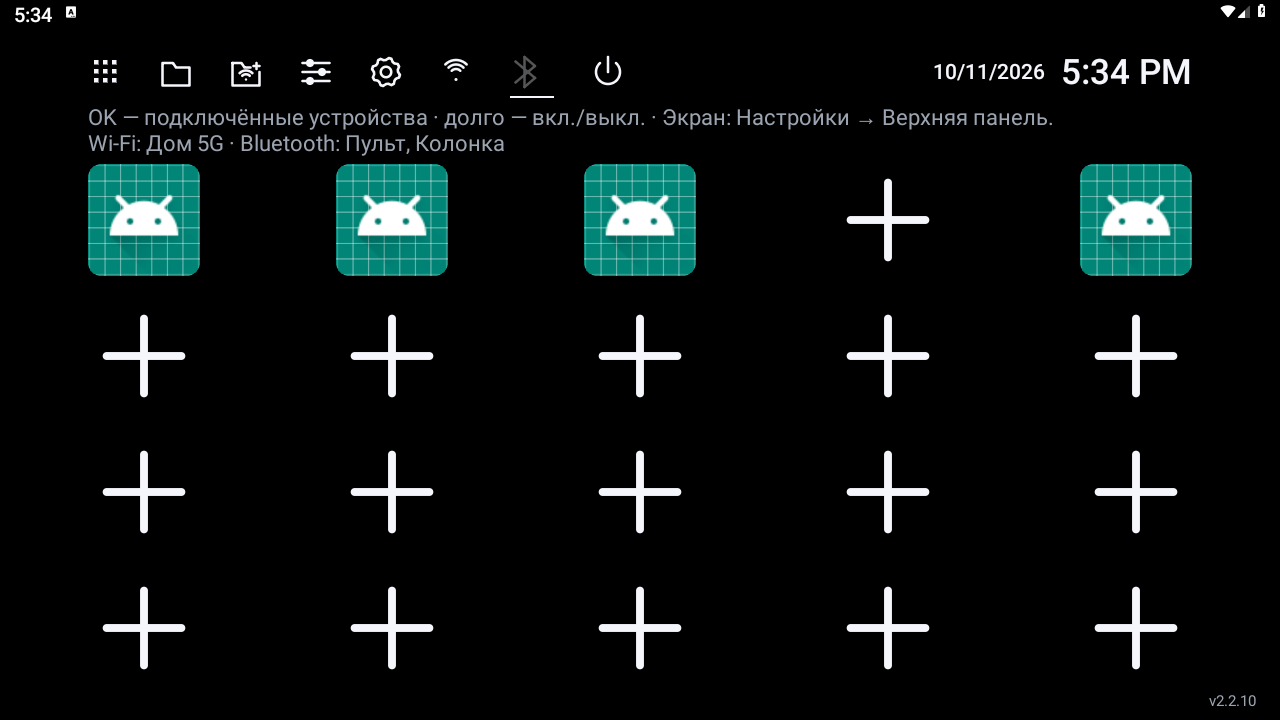 5:34
A
10/11/2026 5:34 PM
OK — подключённые устройства · долго — вкл./выкл. · Экран: Настройки → Верхняя панель.
Wi-Fi: Дом 5G · Bluetooth: Пульт, Колонка
v2.2.10